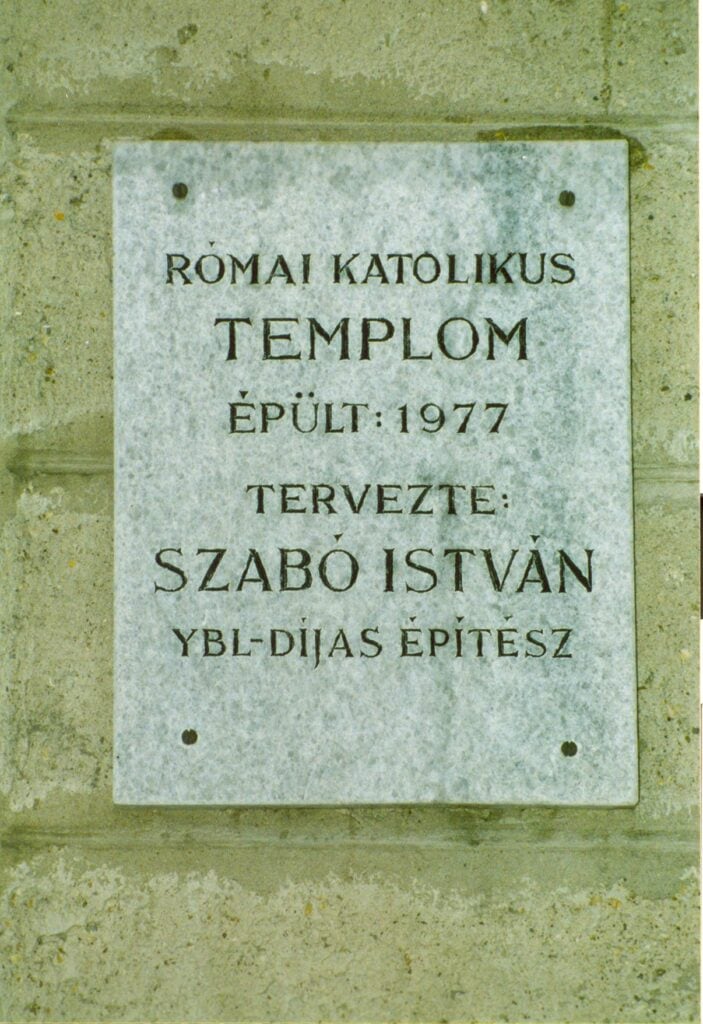 RÓMAI KATOLIKUS
TEMPLOM
ÉPÜLT: 1977
TERVEZTE:
SZABÓ ISTVÁN
YBL-DÍJAS ÉPÍTÉSZ